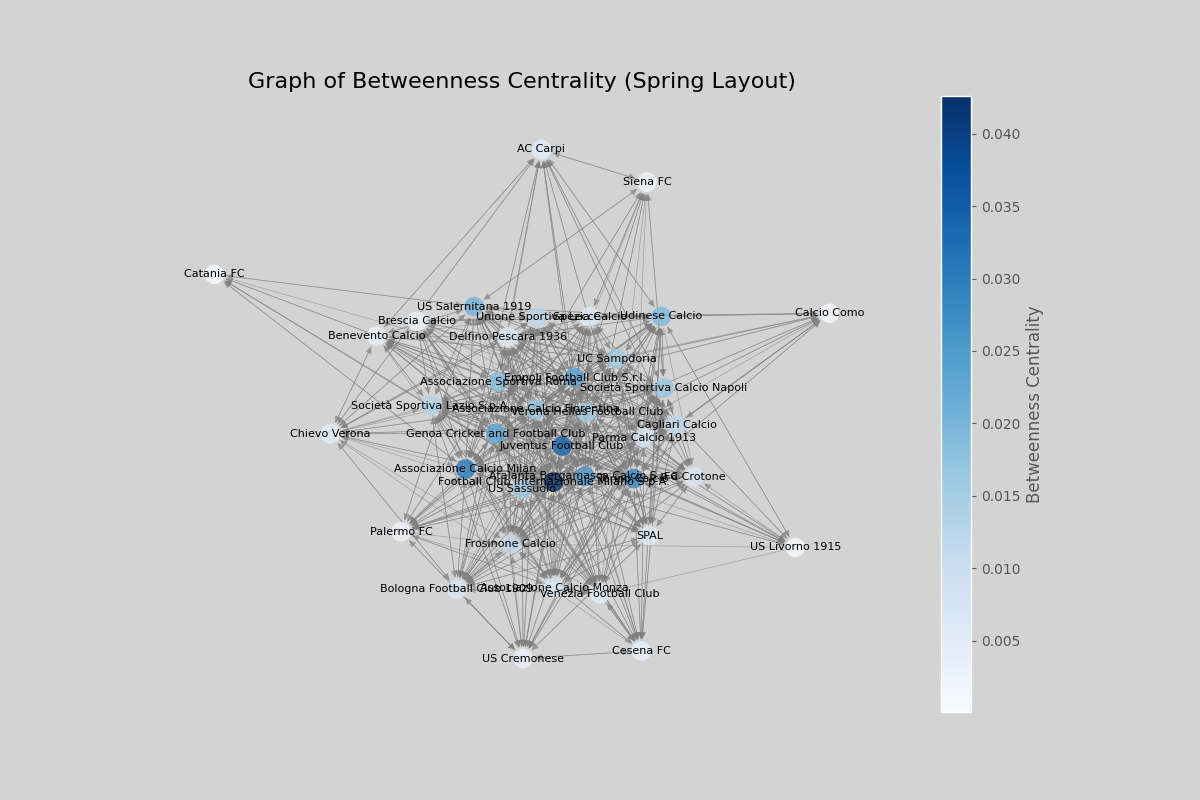 Graph of Betweenness Centrality (Spring Layout)
AC Carpi
Siena FC
Catania FC
US Salernitana 1919
Calcio Como
Brescia Calcio
Unione Sportiva Lecce
Spezia Calcio
Udinese Calcio
Benevento Calcio
Delfino Pescara 1936
UC Sampdoria
Associazione Sportiva Roma
Empoli Football Club S.r.l.
Società Sportiva Calcio Napoli
Società Sportiva Lazio S.p.A.
Associazione Calcio Fiorentina
Verona Hellas Football Club
Cagliari Calcio
Chievo Verona
Genoa Cricket and Football Club
Parma Calcio 1913
Juventus Football Club
Associazione Calcio Milan
Atalanta Bergamasca Calcio S.p.A.
FC Crotone
Football Club Internazionale Milano S.p.A.
US Sassuolo
Palermo FC
Frosinone Calcio
SPAL
US Livorno 1915
Bologna Football Club 1909
Associazione Calcio Monza
Venezia Football Club
US Cremonese
Cesena FC
0.040
0.035
0.030
0.025
0.020
0.015
0.010
0.005
Betweenness Centrality